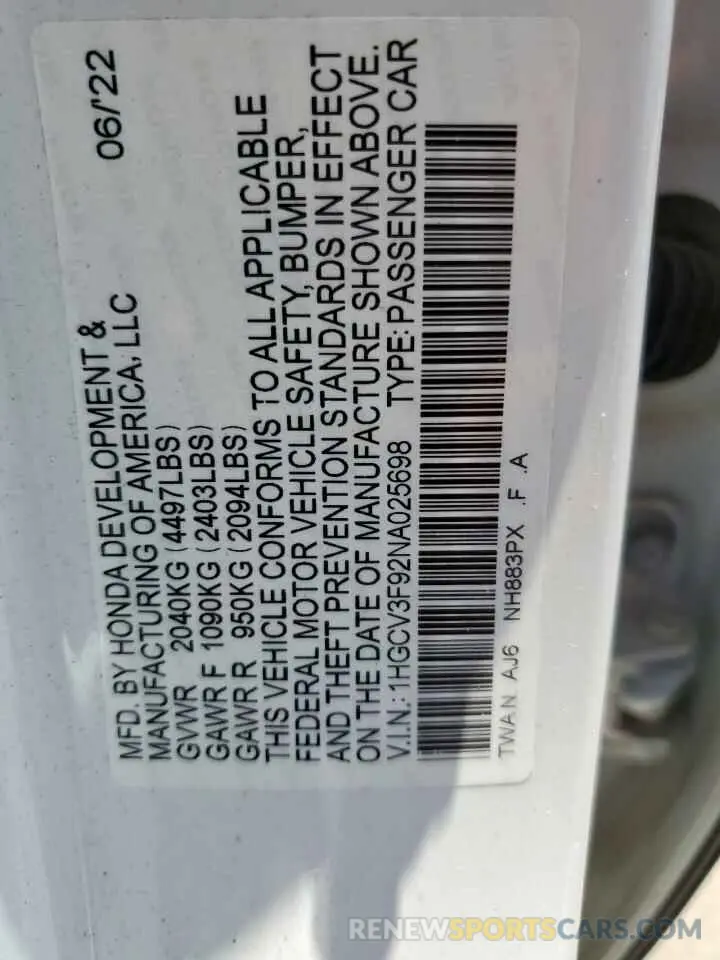 MFD. BY HONDA DEVELOPMENT & 06/'22
MANUFACTURING OF AMERICA, LLC
GVWR 2040KG (4497LBS)
GAWR F 1090KG (2403LBS)
GAWR R 950KG (2094LBS)
THIS VEHICLE CONFORMS TO ALL APPLICABLE
FEDERAL MOTOR VEHICLE SAFETY, BUMPER,
AND THEFT PREVENTION STANDARDS IN EFFECT
ON THE DATE OF MANUFACTURE SHOWN ABOVE.
V.I.N.: 1HGCV3F92NA025698 TYPE: PASSENGER CAR
TWAN AJ6 NH883PX .F .A
RENEWSPORTSCARS.COM